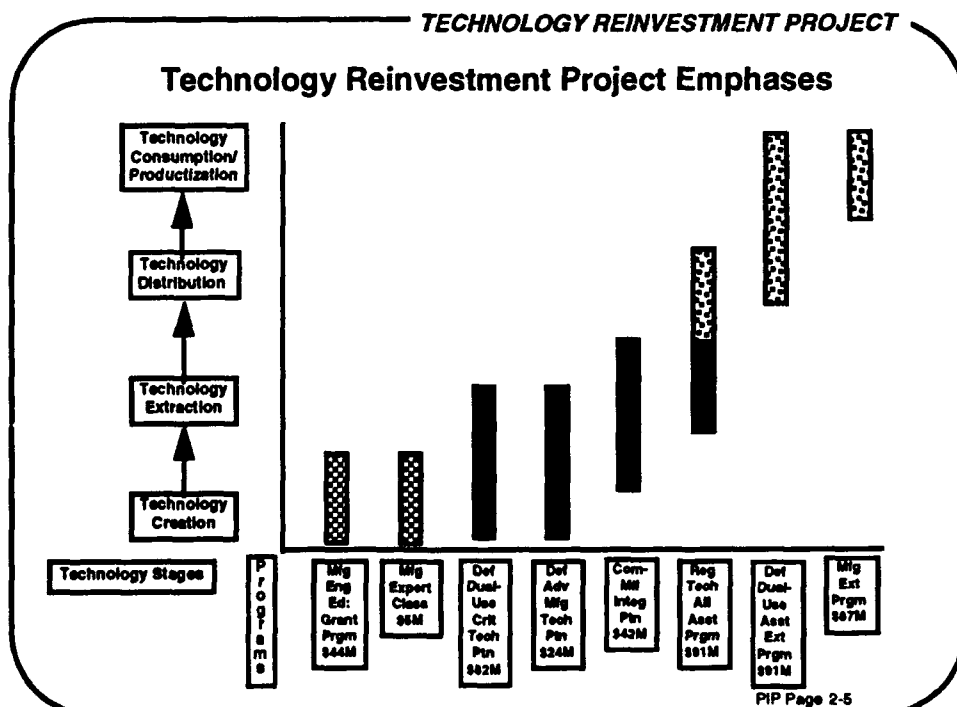 TECHNOLOGY REINVESTMENT PROJECT
Technology Reinvestment Project Emphases
Technology
Consumption/
Productization
Technology
Distribution
Technology
Extraction
Technology
Creation
Technology Stages
Programs
Mfg
Eng
Ed:
Grant
Prgm
$44M
Mfg
Expert
Class
$5M
Def
Dual-
Use
Crit
Tech
Ptn
$82M
Def
Adv
Mfg
Tech
Ptn
$24M
Com-
Mil
Integ
Ptn
$42M
Reg
Tech
All
Asst
Prgm
$91M
Def
Dual-
Use
Asst
Ext
Prgm
$91M
Mfg
Ext
Prgm
$87M
PIP Page 2-5